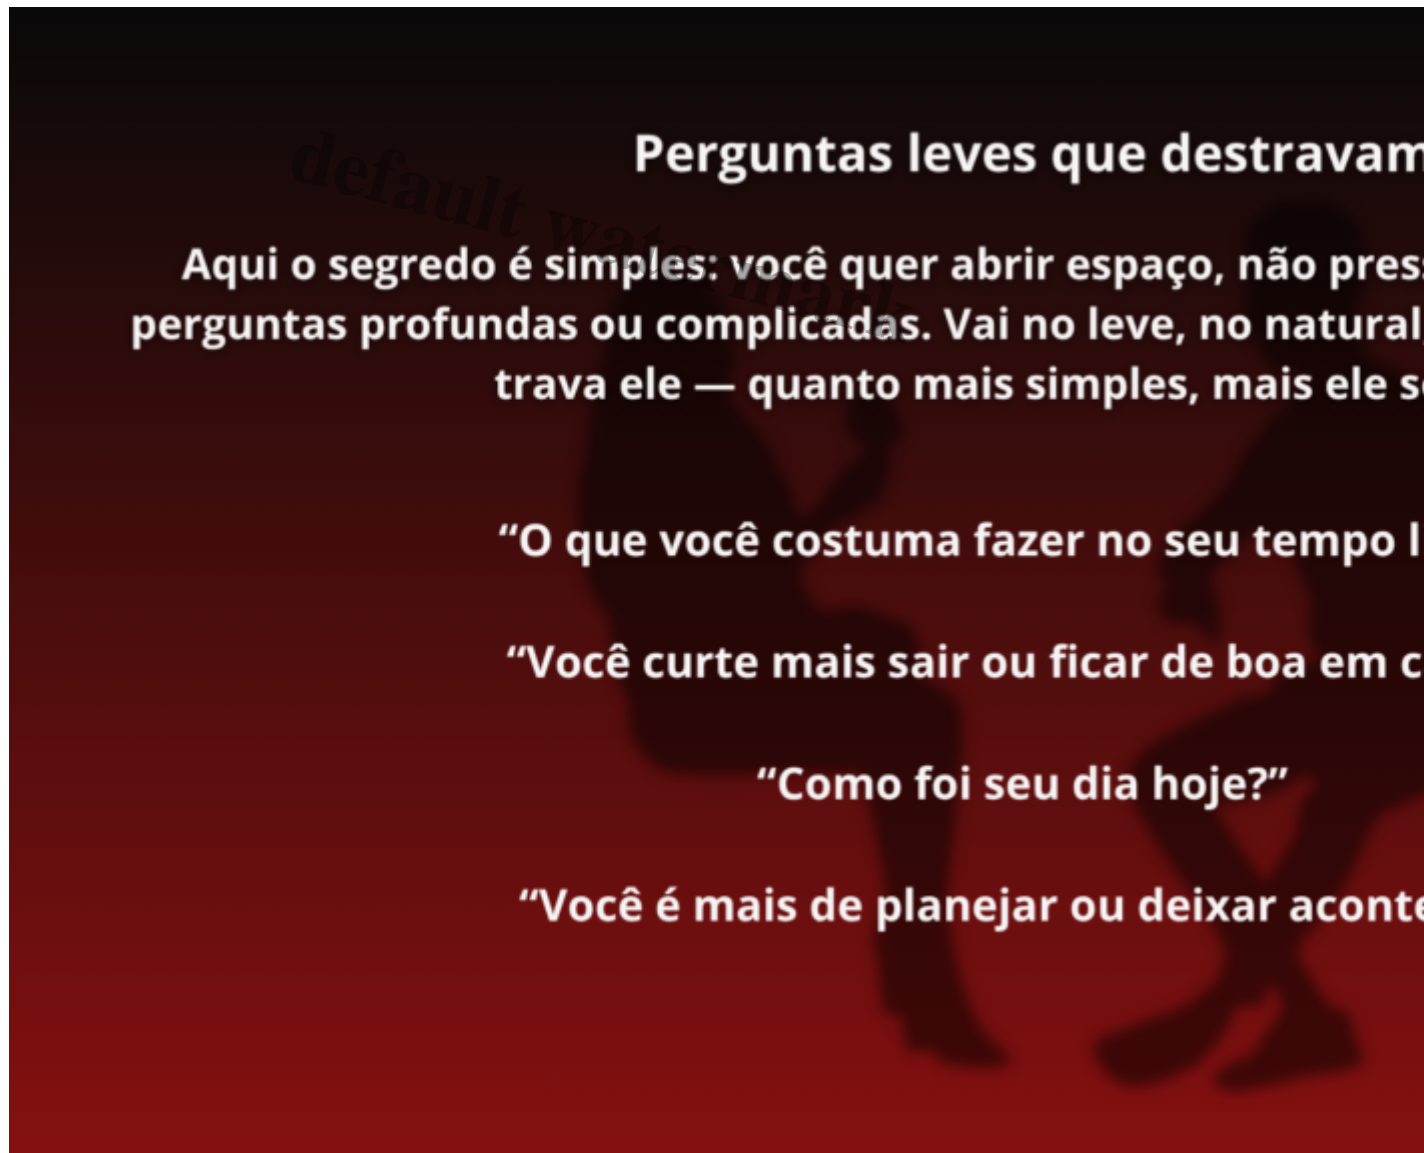 Perguntas leves que destravam
default watermark
Aqui o segredo é simples: você quer abrir espaço, não
perguntas profundas ou complicadas. Vai no leve, no natural,
trava ele — quanto mais simples, mais ele
“O que você costuma fazer no seu tempo
“Você curte mais sair ou ficar de boa em
“Como foi seu dia hoje?”
“Você é mais de planejar ou deixar